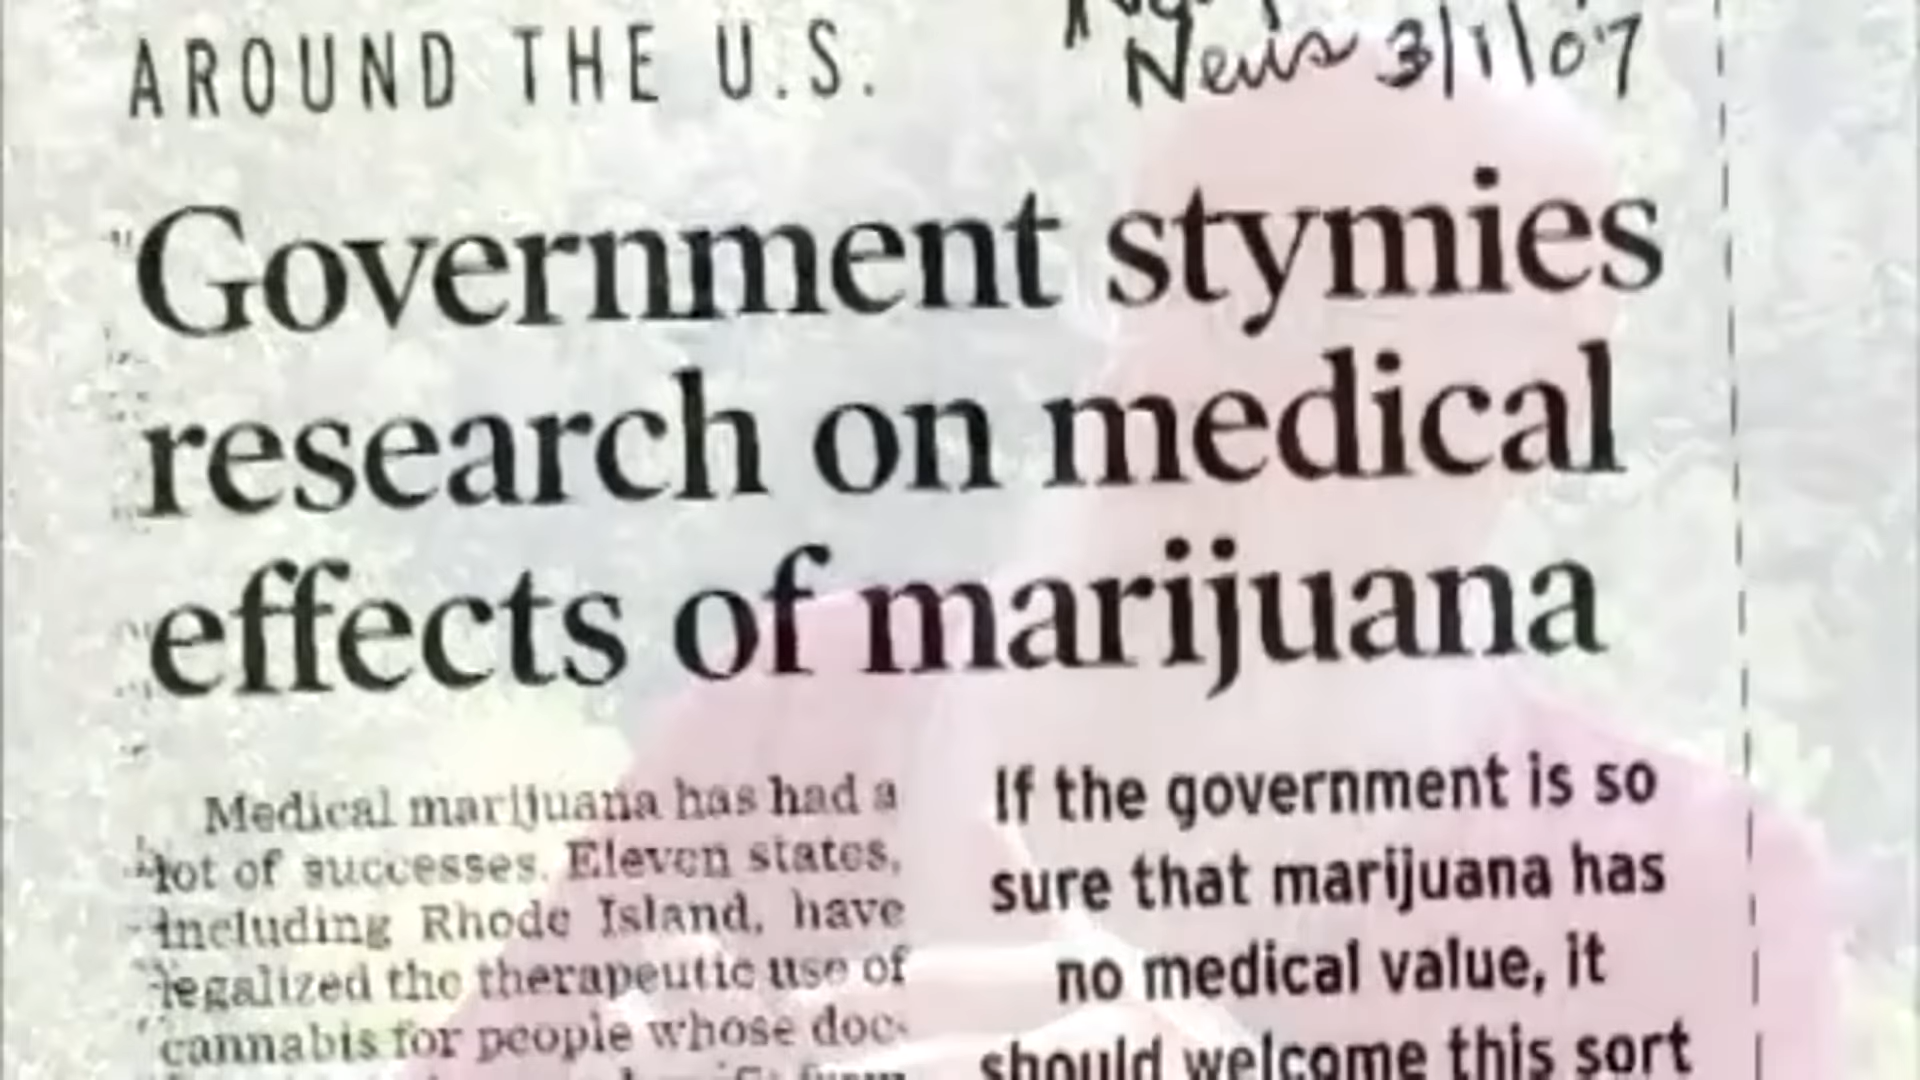 AROUND THE U.S.
News 3/1/07
Government stymies
research on medical
effects of marijuana
Medical marijuana has had a
lot of successes. Eleven states,
including Rhode Island, have
legalized the therapeutic use of
cannabis for people whose doc-
If the government is so
sure that marijuana has
no medical value, it
should welcome this sort